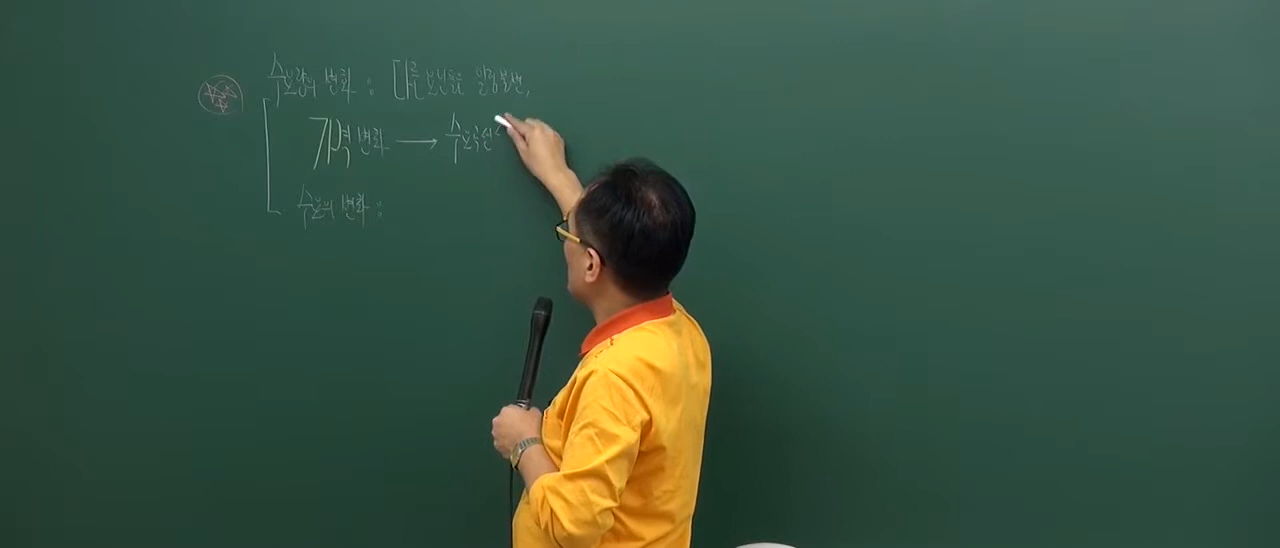 수요량의 변화 : 다른 요인들은 일정불변,
가격 변화 → 수요곡선
수요의 변화 :